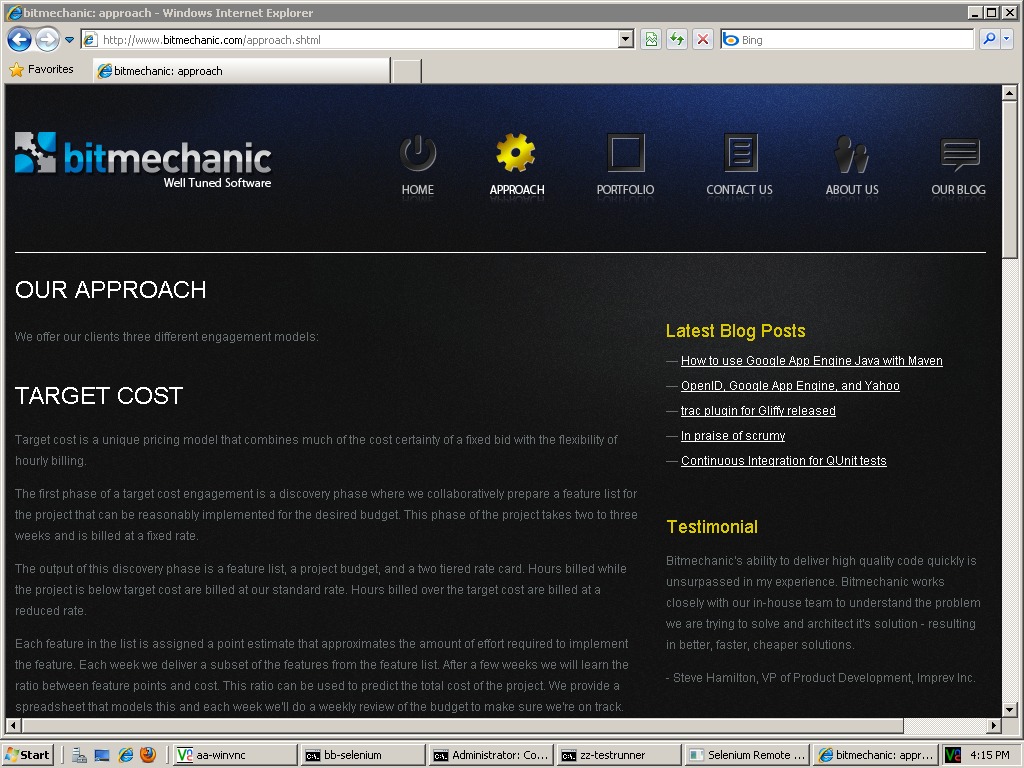 bitmechanic: approach - Windows Internet Explorer
http://www.bitmechanic.com/approach.shtml
Bing
Favorites
bitmechanic: approach
bitmechanic
Well Tuned Software
HOME
APPROACH
PORTFOLIO
CONTACT US
ABOUT US
OUR BLOG
OUR APPROACH
We offer our clients three different engagement models:
TARGET COST
Target cost is a unique pricing model that combines much of the cost certainty of a fixed bid with the flexibility of
hourly billing.
The first phase of a target cost engagement is a discovery phase where we collaboratively prepare a feature list for
the project that can be reasonably implemented for the desired budget. This phase of the project takes two to three
weeks and is billed at a fixed rate.
The output of this discovery phase is a feature list, a project budget, and a two tiered rate card. Hours billed while
the project is below target cost are billed at our standard rate. Hours billed over the target cost are billed at a
reduced rate.
Each feature in the list is assigned a point estimate that approximates the amount of effort required to implement
the feature. Each week we deliver a subset of the features from the feature list. After a few weeks we will learn the
ratio between feature points and cost. This ratio can be used to predict the total cost of the project. We provide a
spreadsheet that models this and each week we'll do a weekly review of the budget to make sure we're on track.
Latest Blog Posts
— How to use Google App Engine Java with Maven
— OpenID, Google App Engine, and Yahoo
— trac plugin for Gliffy released
— In praise of scrumy
— Continuous Integration for QUnit tests
Testimonial
Bitmechanic's ability to deliver high quality code quickly is
unsurpassed in my experience. Bitmechanic works
closely with our in-house team to understand the problem
we are trying to solve and architect it's solution - resulting
in better, faster, cheaper solutions.
- Steve Hamilton, VP of Product Development, Imprev Inc.
Start
aa-winvnc
bb-selenium
Administrator: Co...
zz-testrunner
Selenium Remote ...
bitmechanic: appr...
4:15 PM